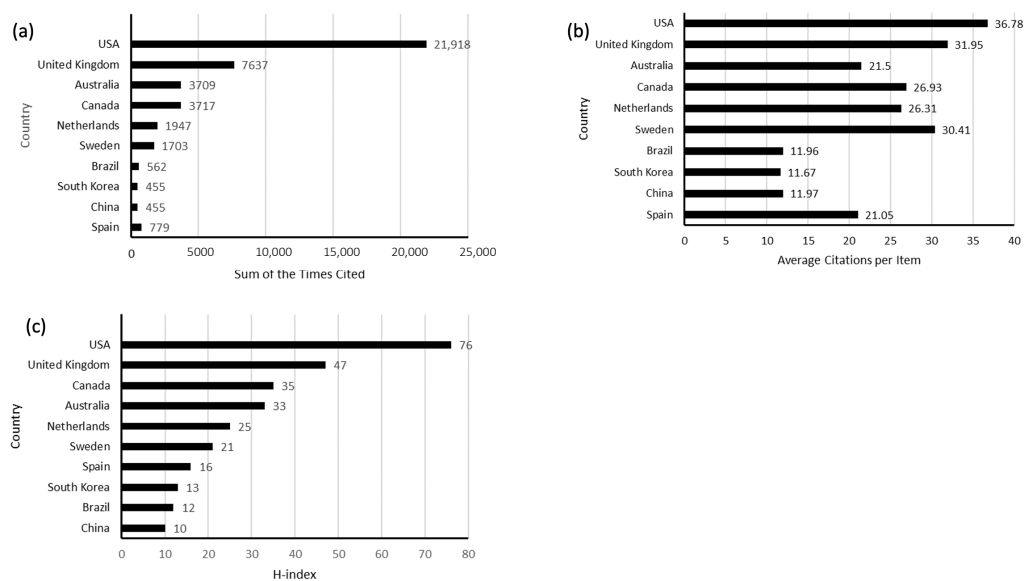 (a)
Country
USA 21,918
United Kingdom 7637
Australia 3709
Canada 3717
Netherlands 1947
Sweden 1703
Brazil 562
South Korea 455
China 455
Spain 779
0 5000 10,000 15,000 20,000 25,000
Sum of the Times Cited
(b)
Country
USA 36.78
United Kingdom 31.95
Australia 21.5
Canada 26.93
Netherlands 26.31
Sweden 30.41
Brazil 11.96
South Korea 11.67
China 11.97
Spain 21.05
0 5 10 15 20 25 30 35 40
Average Citations per Item
(c)
Country
USA 76
United Kingdom 47
Canada 35
Australia 33
Netherlands 25
Sweden 21
Spain 16
South Korea 13
Brazil 12
China 10
0 10 20 30 40 50 60 70 80
H-index